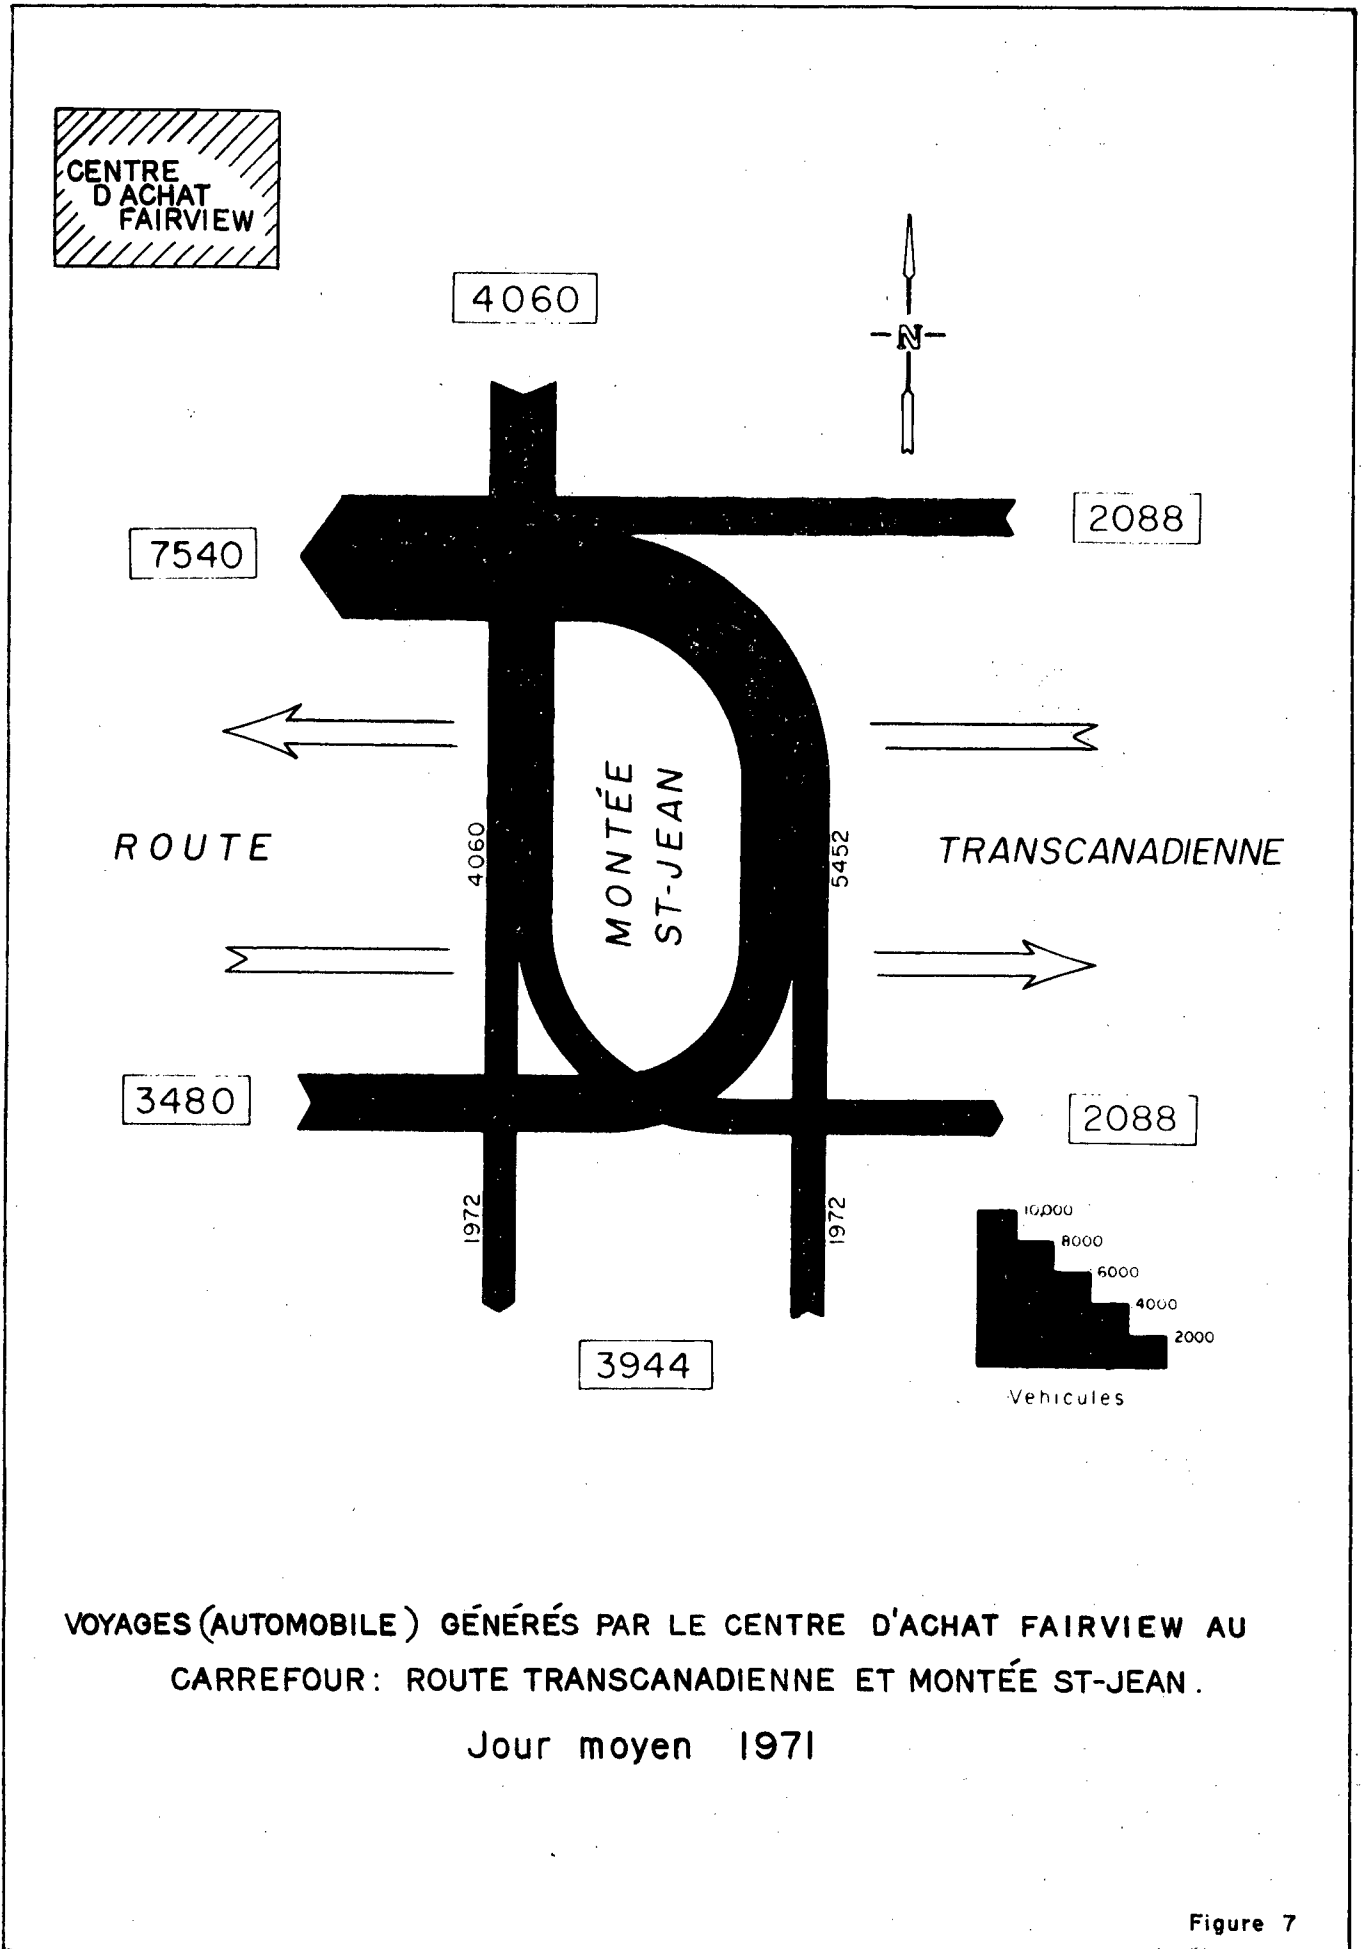 CENTRE
D'ACHAT
FAIRVIEW
4060
N
2088
7540
ROUTE
4060
MONTÉE
ST-JEAN
5452
TRANSCANADIENNE
3480
2088
1972
1972
10,000
8000
6000
4000
2000
Vehicules
3944
VOYAGES (AUTOMOBILE) GÉNÉRÉS PAR LE CENTRE D'ACHAT FAIRVIEW AU
CARREFOUR: ROUTE TRANSCANADIENNE ET MONTÉE ST-JEAN.
Jour moyen 1971
Figure 7